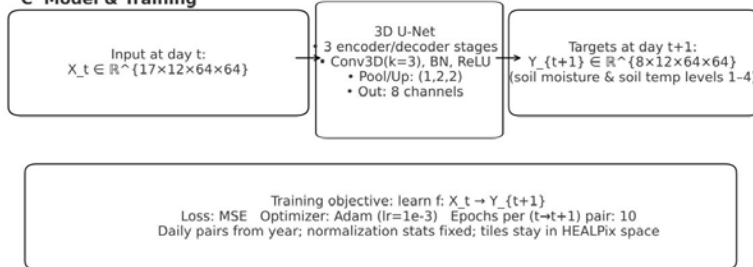 C Model & Training
Input at day t:
X_t ∈ ℝ^{17×12×64×64}
3D U-Net
• 3 encoder/decoder stages
• Conv3D(k=3), BN, ReLU
• Pool/Up: (1,2,2)
• Out: 8 channels
Targets at day t+1:
Y_{t+1} ∈ ℝ^{8×12×64×64}
(soil moisture & soil temp levels 1–4)
Training objective: learn f: X_t → Y_{t+1}
Loss: MSE Optimizer: Adam (lr=1e-3) Epochs per (t→t+1) pair: 10
Daily pairs from year; normalization stats fixed; tiles stay in HEALPix space